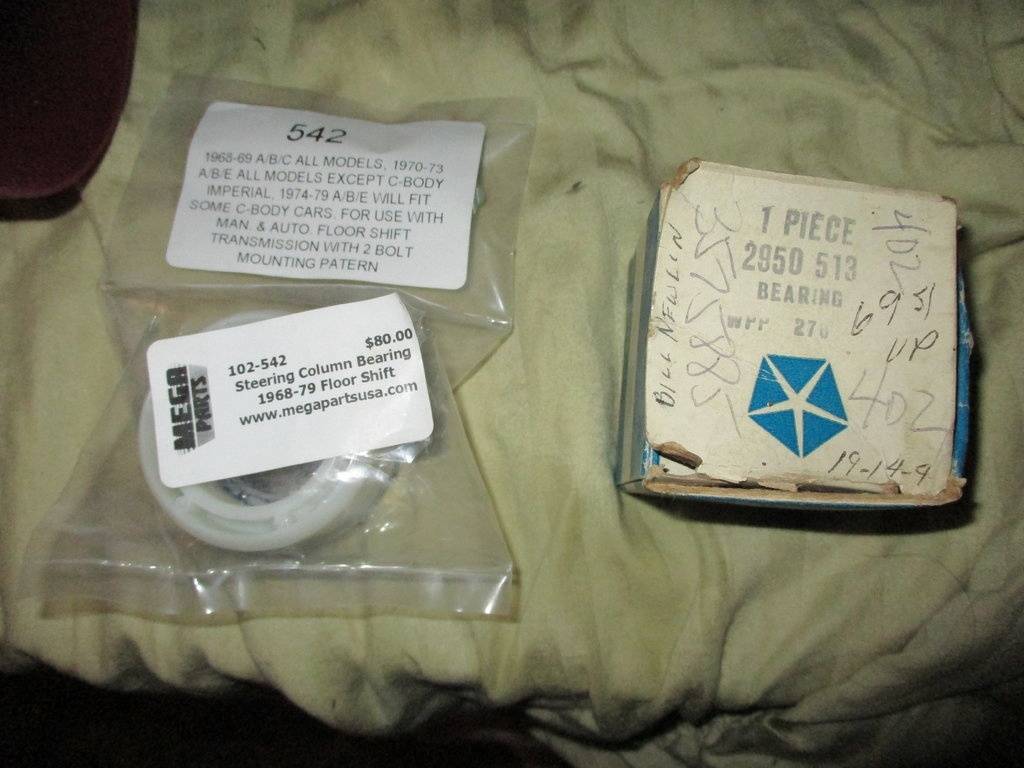 542
1968-69 A/B/C ALL MODELS, 1970-73
A/B/E ALL MODELS EXCEPT C-BODY
IMPERIAL, 1974-79 A/B/E WILL FIT
SOME C-BODY CARS. FOR USE WITH
MAN. & AUTO. FLOOR SHIFT
TRANSMISSION WITH 2 BOLT
MOUNTING PATERN
MEGA
PARTS
$80.00
102-542
Steering Column Bearing
1968-79 Floor Shift
www.megapartsusa.com
1 PIECE
2950 513
BEARING
WPP
BILL NEWLIN
402
UP
402
19-14-9